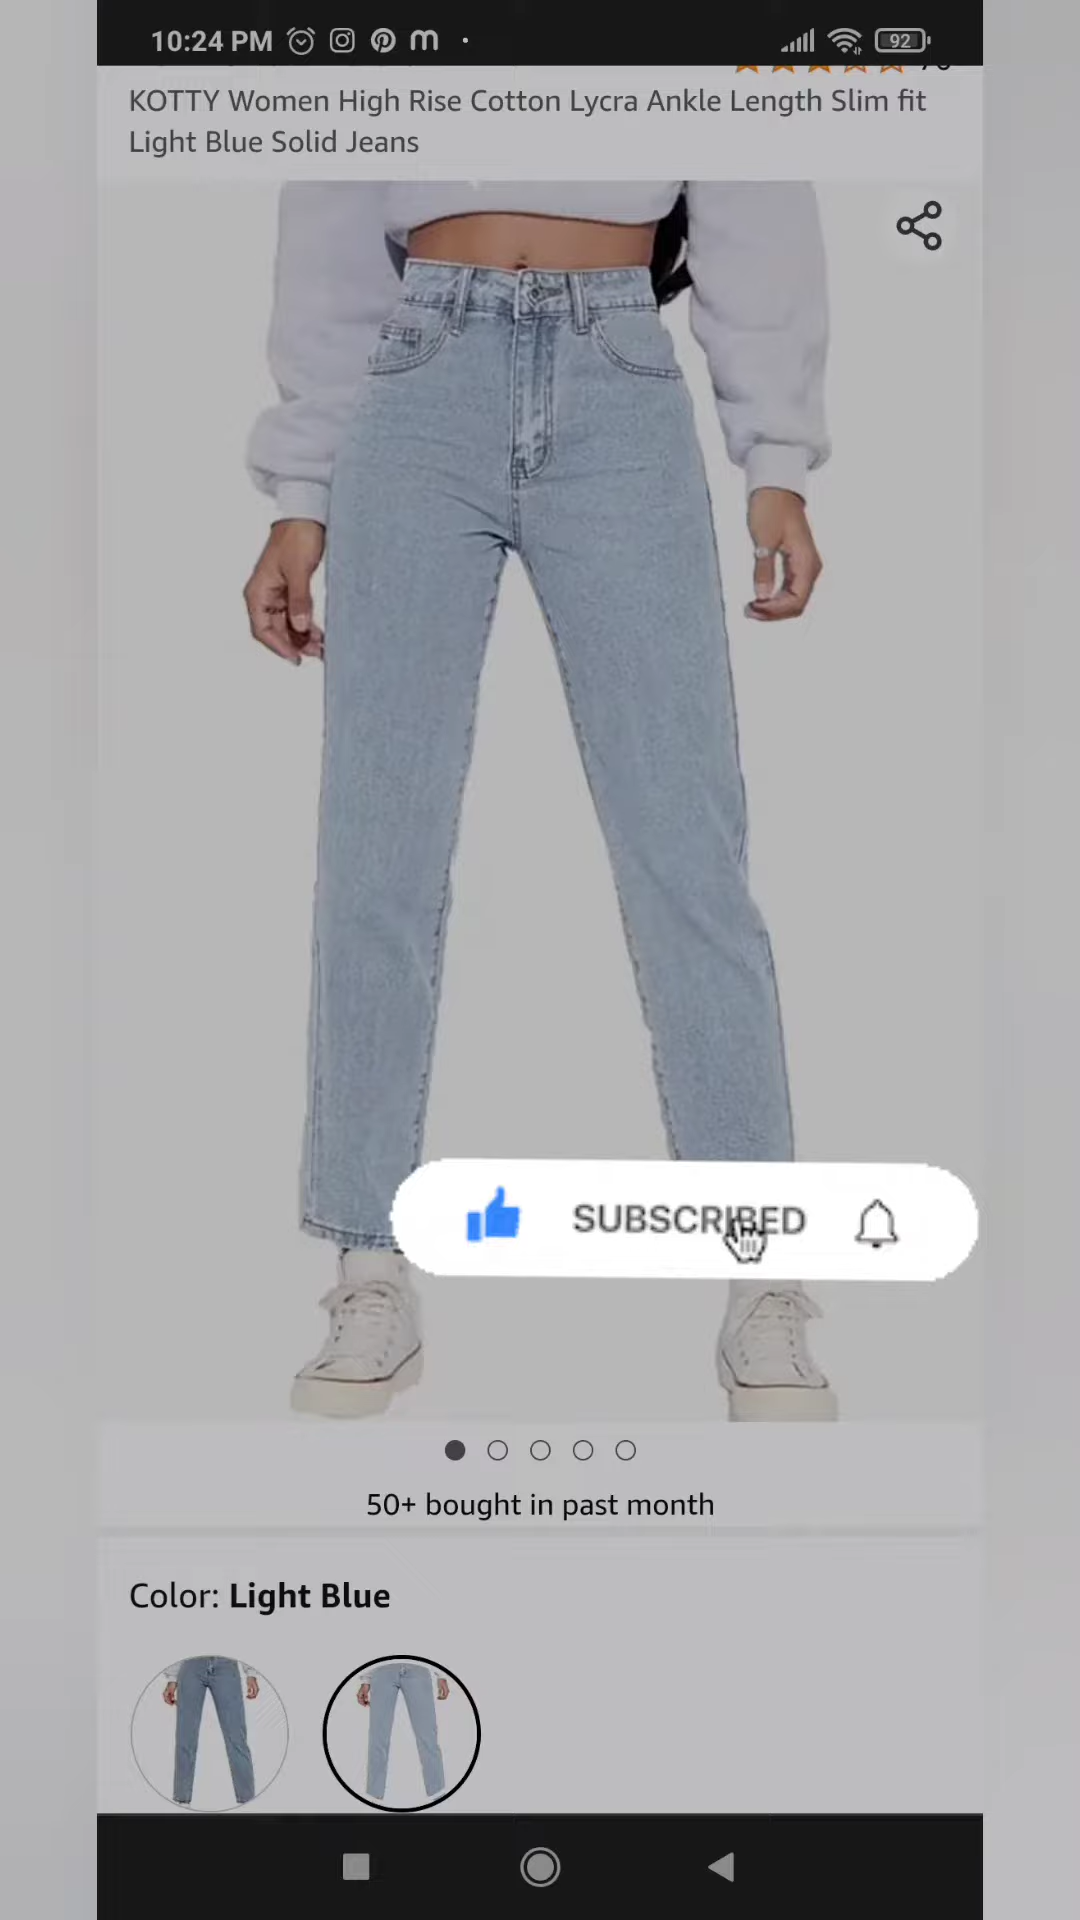 10:24 PM
92
KOTTY Women High Rise Cotton Lycra Ankle Length Slim fit
Light Blue Solid Jeans
SUBSCRIBED
50+ bought in past month
Color: Light Blue